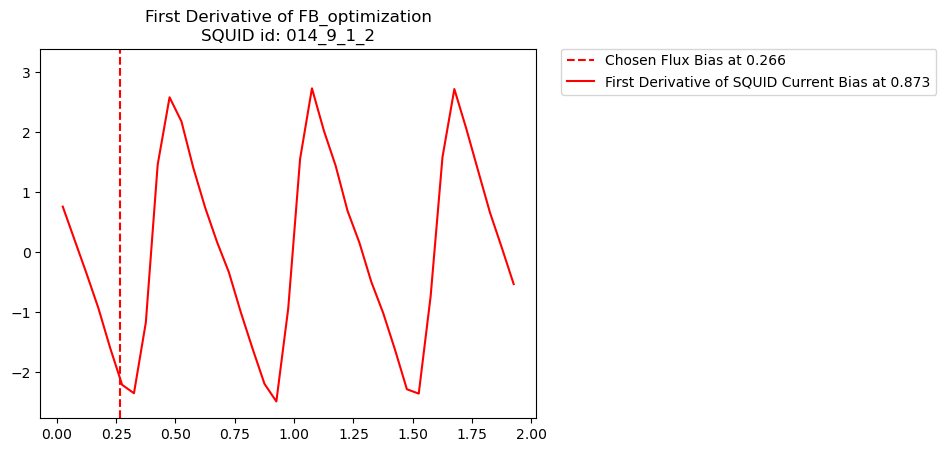 First Derivative of FB_optimization
SQUID id: 014_9_1_2
Chosen Flux Bias at 0.266
First Derivative of SQUID Current Bias at 0.873
3
2
1
0
−1
−2
0.00 0.25 0.50 0.75 1.00 1.25 1.50 1.75 2.00